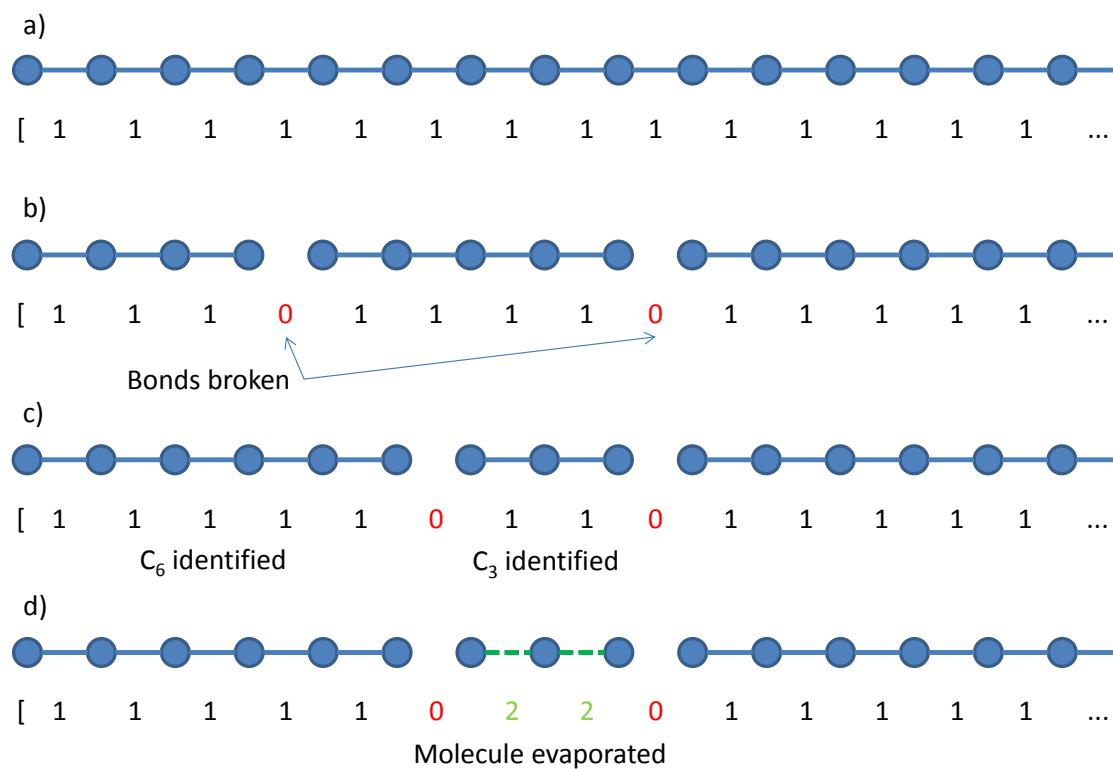 a)
[ 1 1 1 1 1 1 1 1 1 1 1 1 1 1 ...
b)
[ 1 1 1 0 1 1 1 1 0 1 1 1 1 1 ...
Bonds broken
c)
[ 1 1 1 1 1 0 1 1 0 1 1 1 1 1 ...
C₆ identified C₃ identified
d)
[ 1 1 1 1 1 0 2 2 0 1 1 1 1 1 ...
Molecule evaporated